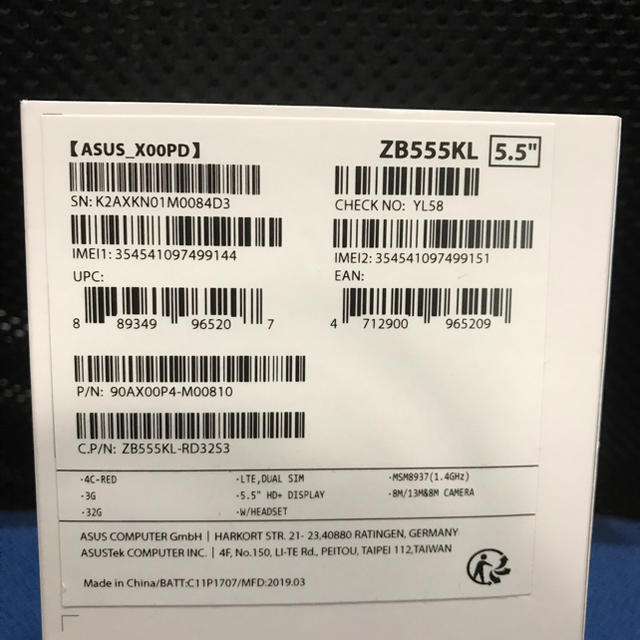 【ASUS_X00PD】
ZB555KL 5.5"
SN: K2AXKN01M0084D3
CHECK NO: YL58
IMEI1: 354541097499144
IMEI2: 354541097499151
UPC:
EAN:
8 89349 96520 7
4 712900 965209
P/N: 90AX00P4-M00810
C.P/N: ZB555KL-RD32S3
·4C-RED
·LTE,DUAL SIM
·MSM8937(1.4GHz)
·3G
·5.5" HD+ DISPLAY
·8M/13M&8M CAMERA
·32G
·W/HEADSET
ASUS COMPUTER GmbH | HARKORT STR. 21- 23,40880 RATINGEN, GERMANY
ASUSTek COMPUTER INC. | 4F, No.150, LI-TE Rd., PEITOU, TAIPEI 112,TAIWAN
Made in China/BATT:C11P1707/MFD:2019.03